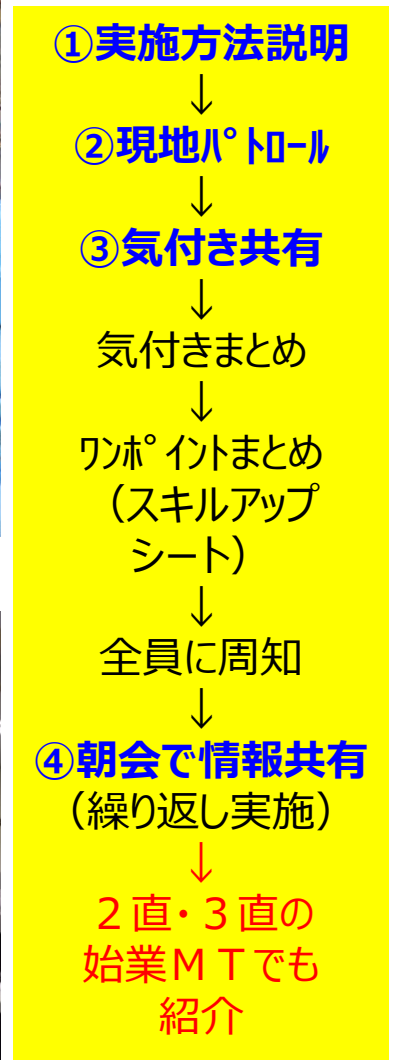 ①実施方法説明
↓
②現地ﾊﾟﾄﾛｰﾙ
↓
③気付き共有
↓
気付きまとめ
↓
ﾜﾝﾎﾟｲﾝﾄまとめ
（スキルアップ
シート）
↓
全員に周知
↓
④朝会で情報共有
（繰り返し実施）
↓
２直・３直の
始業ＭＴでも
紹介